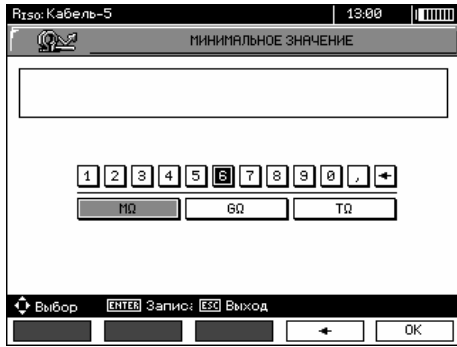 Riso: Кабель-5 13:00
МИНИМАЛЬНОЕ ЗНАЧЕНИЕ
1 2 3 4 5 6 7 8 9 0 , ←
MΩ GΩ TΩ
Выбор ENTER Запись ESC Выход
← OK